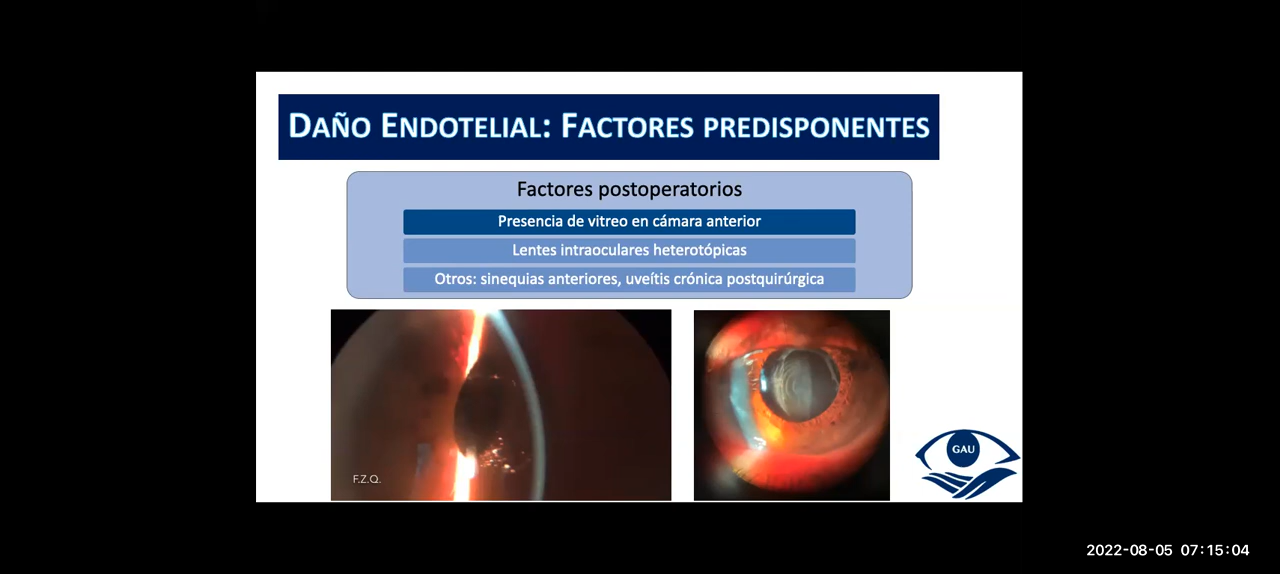 DAÑO ENDOTELIAL: FACTORES PREDISPONENTES
Factores postoperatorios
Presencia de vitreo en cámara anterior
Lentes intraoculares heterotópicas
Otros: sinequias anteriores, uveítis crónica postquirúrgica
F.Z.Q.
GAU
2022-08-05 07:15:04